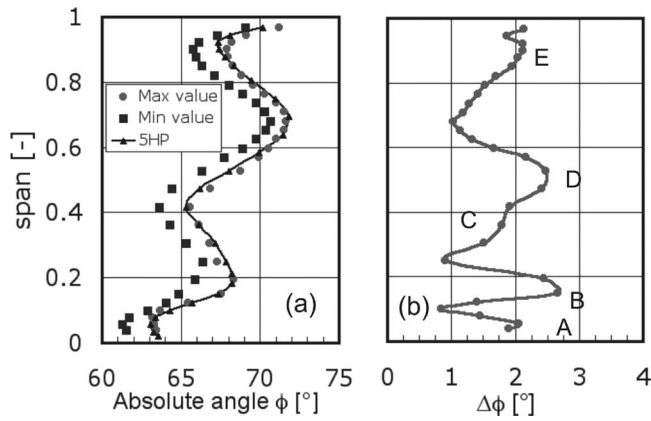 1
0.8
0.6
0.4
0.2
0
span [-]
Max value
Min value
5HP
(a)
60 65 70 75
Absolute angle ϕ [°]
E
D
C
B
A
(b)
0 1 2 3 4
Δϕ [°]